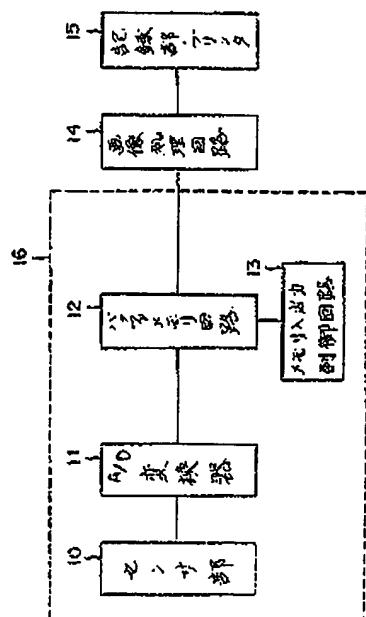 10
センサ部
11
A/D
変換器
12
バッファメモリ回路
13
メモリ入出力
制御回路
14
画像処理回路
15
記録部・プリンタ
16